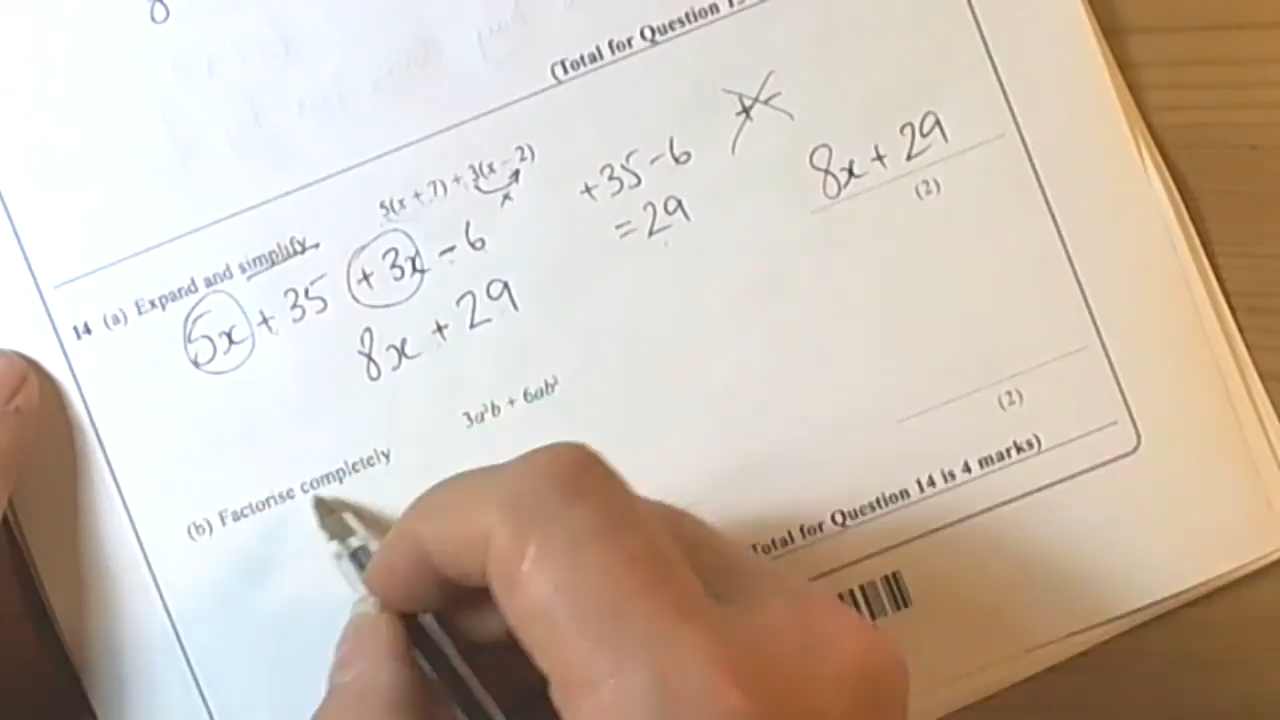 (Total for Question 1
14 (a) Expand and simplify
5(x + 7) + 3(x – 2)
5x + 35 + 3x - 6
8x + 29
+35-6
= 29
8x + 29
(2)
(b) Factorise completely
3a²b + 6ab²
(2)
Total for Question 14 is 4 marks)